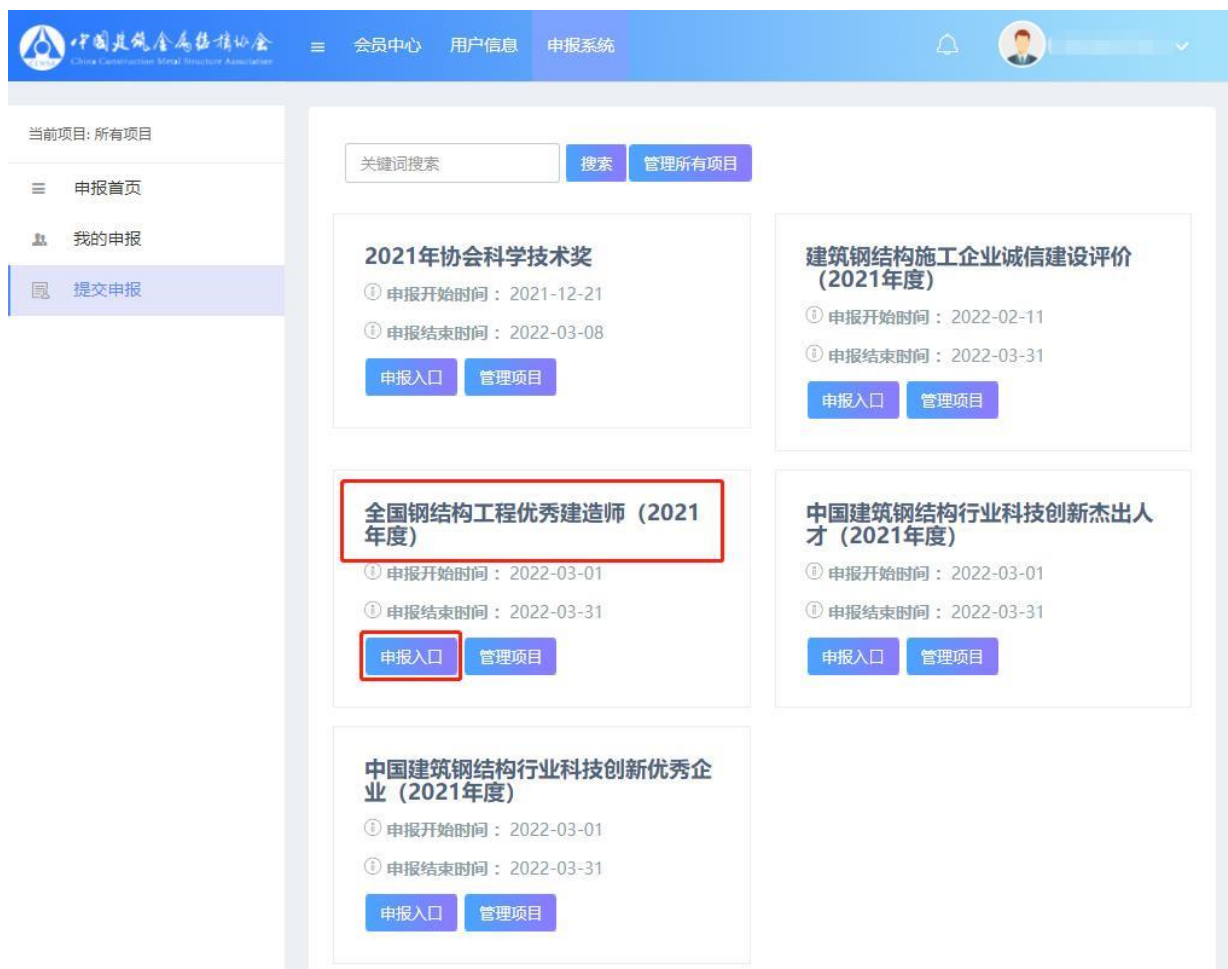 中国建筑金属结构协会
China Construction Metal Structure Association
会员中心 用户信息 申报系统
当前项目: 所有项目
申报首页
我的申报
提交申报
关键词搜索 搜索 管理所有项目
2021年协会科学技术奖
申报开始时间： 2021-12-21
申报结束时间： 2022-03-08
申报入口 管理项目
建筑钢结构施工企业诚信建设评价
（2021年度）
申报开始时间： 2022-02-11
申报结束时间： 2022-03-31
申报入口 管理项目
全国钢结构工程优秀建造师（2021
年度）
申报开始时间： 2022-03-01
申报结束时间： 2022-03-31
申报入口 管理项目
中国建筑钢结构行业科技创新杰出人
才（2021年度）
申报开始时间： 2022-03-01
申报结束时间： 2022-03-31
申报入口 管理项目
中国建筑钢结构行业科技创新优秀企
业（2021年度）
申报开始时间： 2022-03-01
申报结束时间： 2022-03-31
申报入口 管理项目